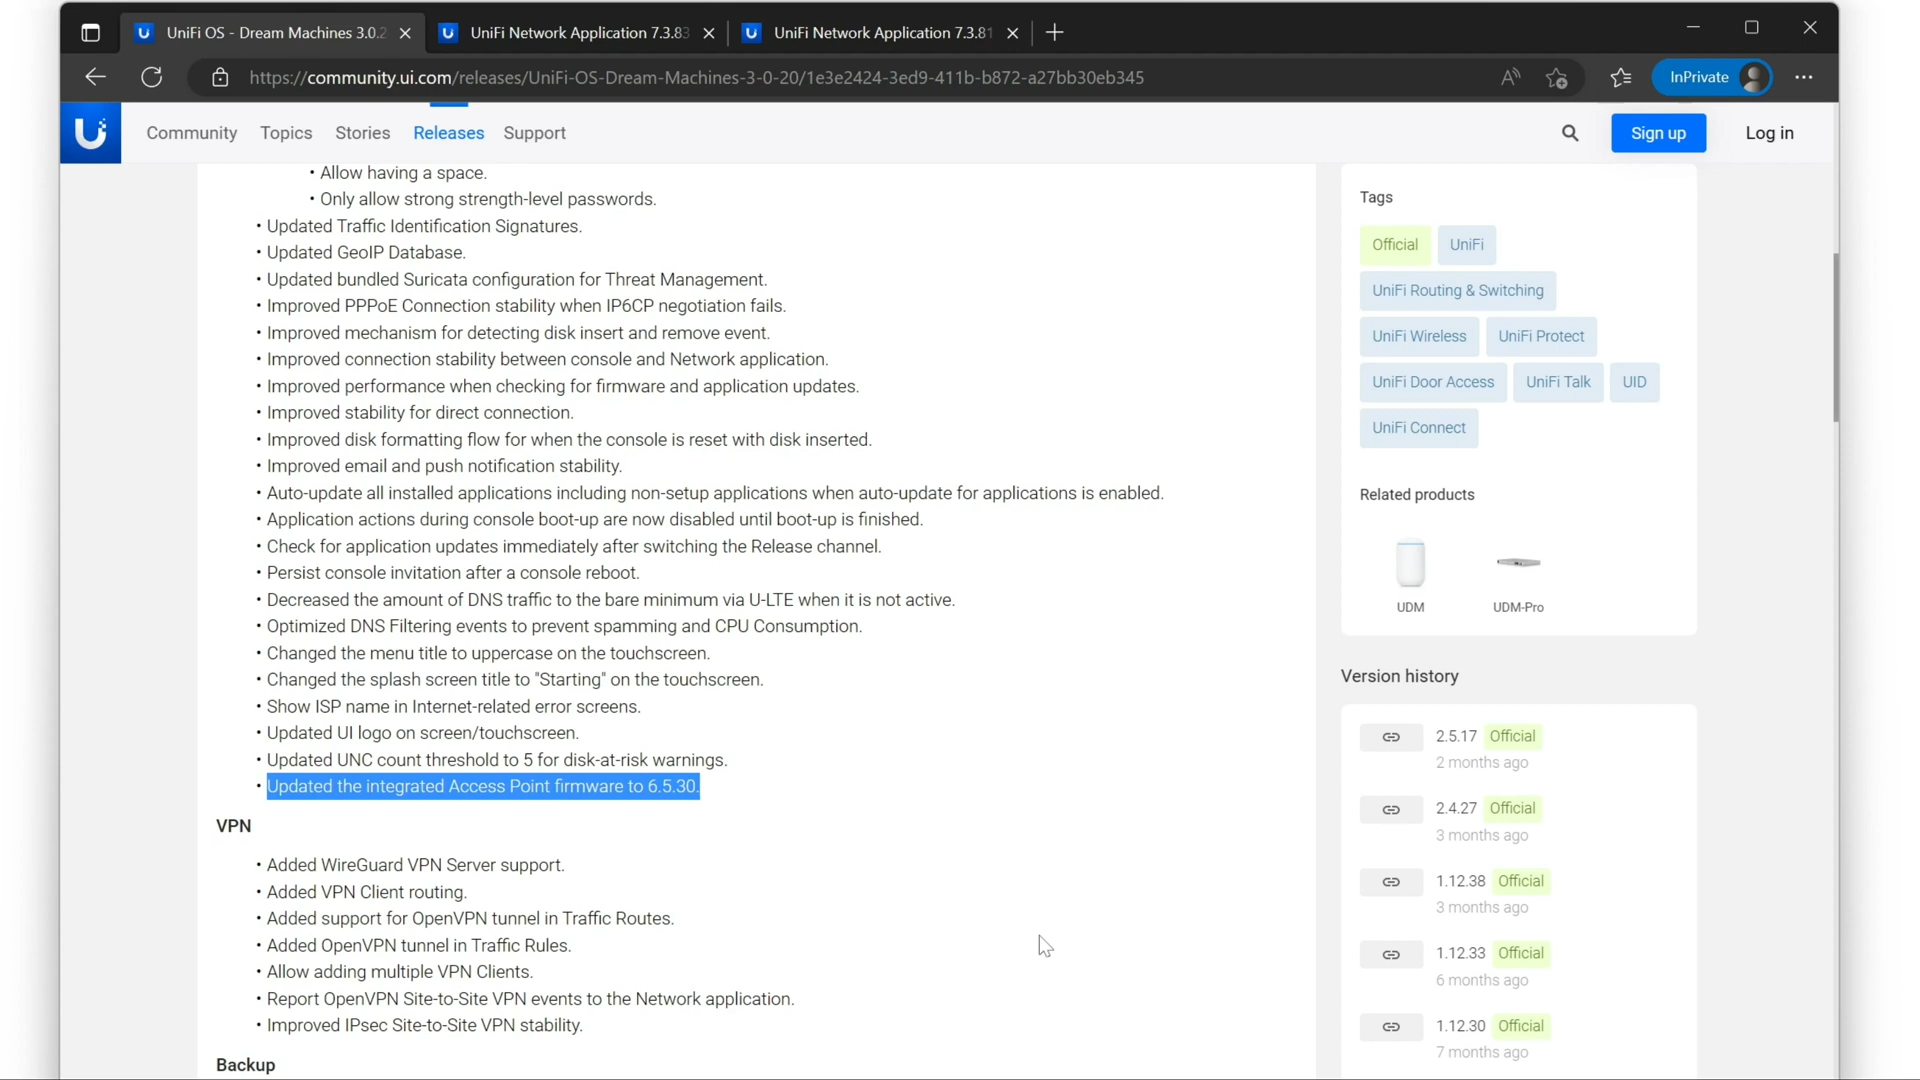 UniFi OS - Dream Machines 3.0.2
UniFi Network Application 7.3.83
UniFi Network Application 7.3.81
https://community.ui.com/releases/UniFi-OS-Dream-Machines-3-0-20/1e3e2424-3ed9-411b-b872-a27bb30eb345
InPrivate
Community
Topics
Stories
Releases
Support
Sign up
Log in
• Allow having a space.
• Only allow strong strength-level passwords.
• Updated Traffic Identification Signatures.
• Updated GeoIP Database.
• Updated bundled Suricata configuration for Threat Management.
• Improved PPPoE Connection stability when IP6CP negotiation fails.
• Improved mechanism for detecting disk insert and remove event.
• Improved connection stability between console and Network application.
• Improved performance when checking for firmware and application updates.
• Improved stability for direct connection.
• Improved disk formatting flow for when the console is reset with disk inserted.
• Improved email and push notification stability.
• Auto-update all installed applications including non-setup applications when auto-update for applications is enabled.
• Application actions during console boot-up are now disabled until boot-up is finished.
• Check for application updates immediately after switching the Release channel.
• Persist console invitation after a console reboot.
• Decreased the amount of DNS traffic to the bare minimum via U-LTE when it is not active.
• Optimized DNS Filtering events to prevent spamming and CPU Consumption.
• Changed the menu title to uppercase on the touchscreen.
• Changed the splash screen title to "Starting" on the touchscreen.
• Show ISP name in Internet-related error screens.
• Updated UI logo on screen/touchscreen.
• Updated UNC count threshold to 5 for disk-at-risk warnings.
• Updated the integrated Access Point firmware to 6.5.30.
VPN
• Added WireGuard VPN Server support.
• Added VPN Client routing.
• Added support for OpenVPN tunnel in Traffic Routes.
• Added OpenVPN tunnel in Traffic Rules.
• Allow adding multiple VPN Clients.
• Report OpenVPN Site-to-Site VPN events to the Network application.
• Improved IPsec Site-to-Site VPN stability.
Backup
Tags
Official
UniFi
UniFi Routing & Switching
UniFi Wireless
UniFi Protect
UniFi Door Access
UniFi Talk
UID
UniFi Connect
Related products
UDM
UDM-Pro
Version history
2.5.17 Official
2 months ago
2.4.27 Official
3 months ago
1.12.38 Official
3 months ago
1.12.33 Official
6 months ago
1.12.30 Official
7 months ago